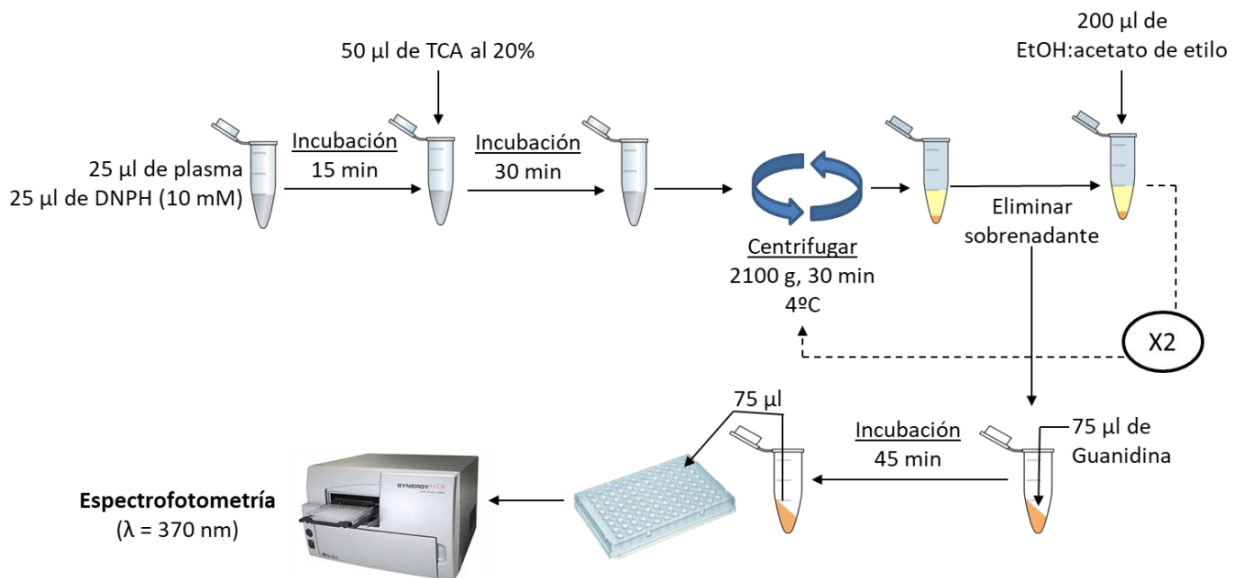 50 µl de TCA al 20%
200 µl de
EtOH:acetato de etilo
25 µl de plasma
25 µl de DNPH (10 mM)
Incubación
15 min
Incubación
30 min
Centrifugar
2100 g, 30 min
4ºC
Eliminar
sobrenadante
X2
75 µl de
Guanidina
Incubación
45 min
75 µl
SYNERGY HTX
Espectrofotometría
(λ = 370 nm)